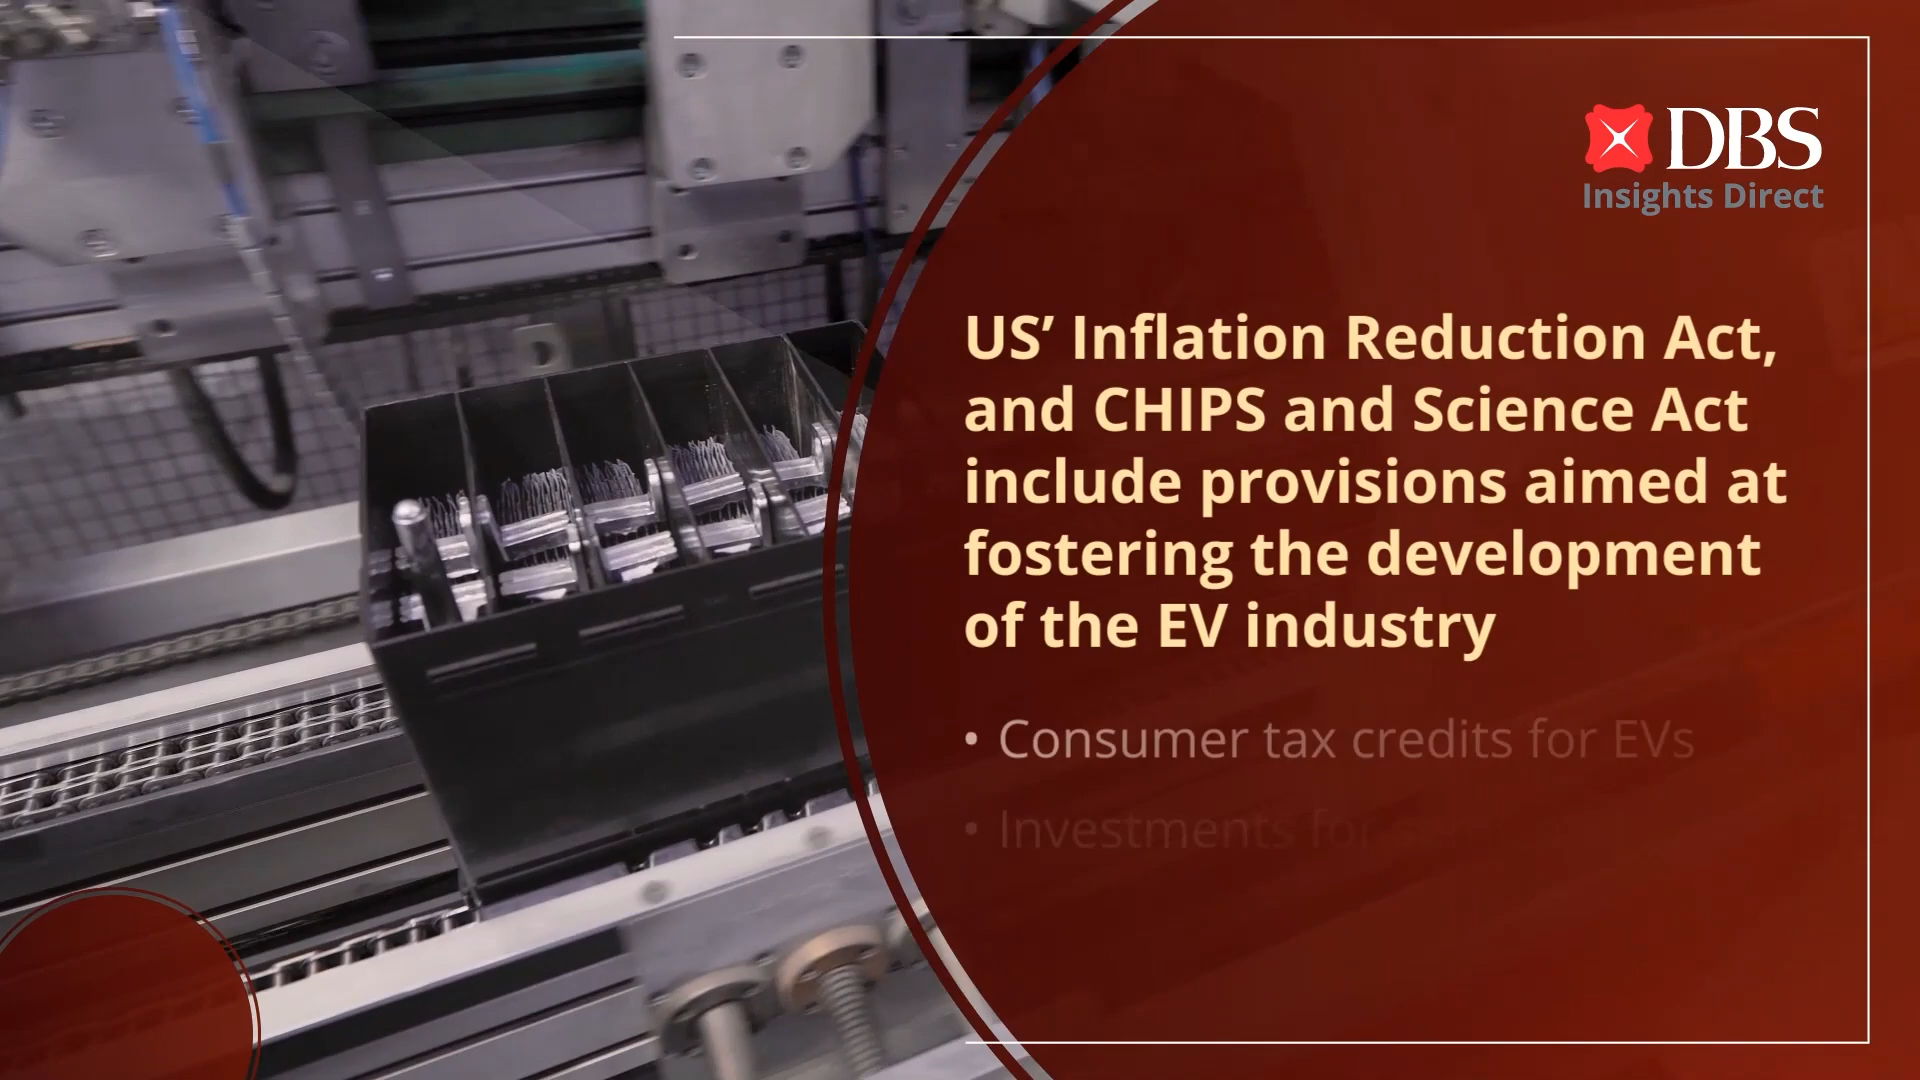 DBS
Insights Direct
US’ Inflation Reduction Act,
and CHIPS and Science Act
include provisions aimed at
fostering the development
of the EV industry
• Consumer tax credits for EVs
• Investments for